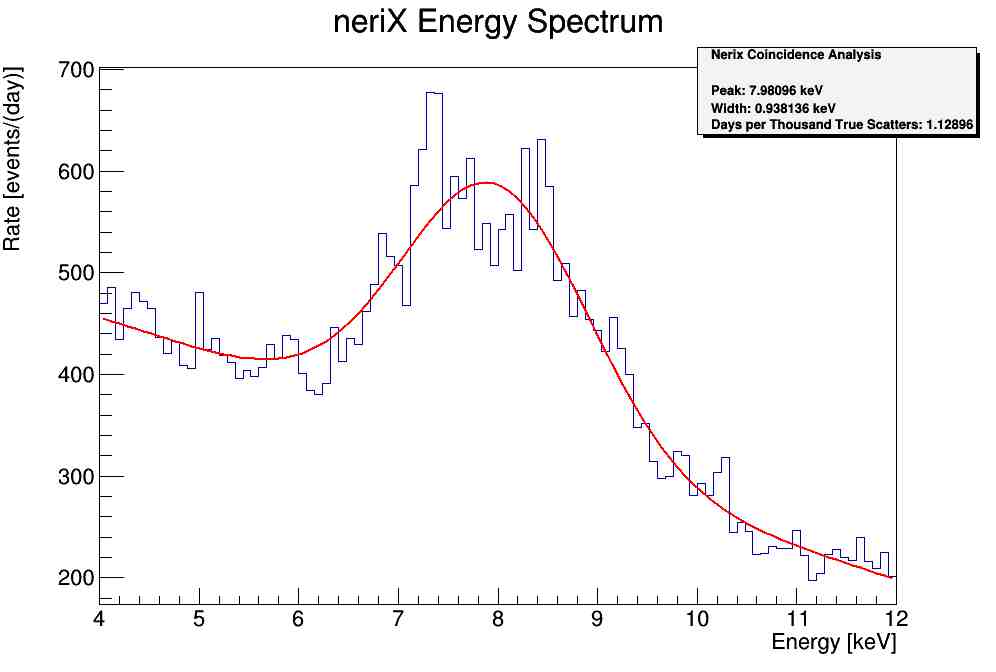 neriX Energy Spectrum
Nerix Coincidence Analysis
Peak: 7.98096 keV
Width: 0.938136 keV
Days per Thousand True Scatters: 1.12896
Rate [events/(day)]
700
600
500
400
300
200
4 5 6 7 8 9 10 11 12
Energy [keV]